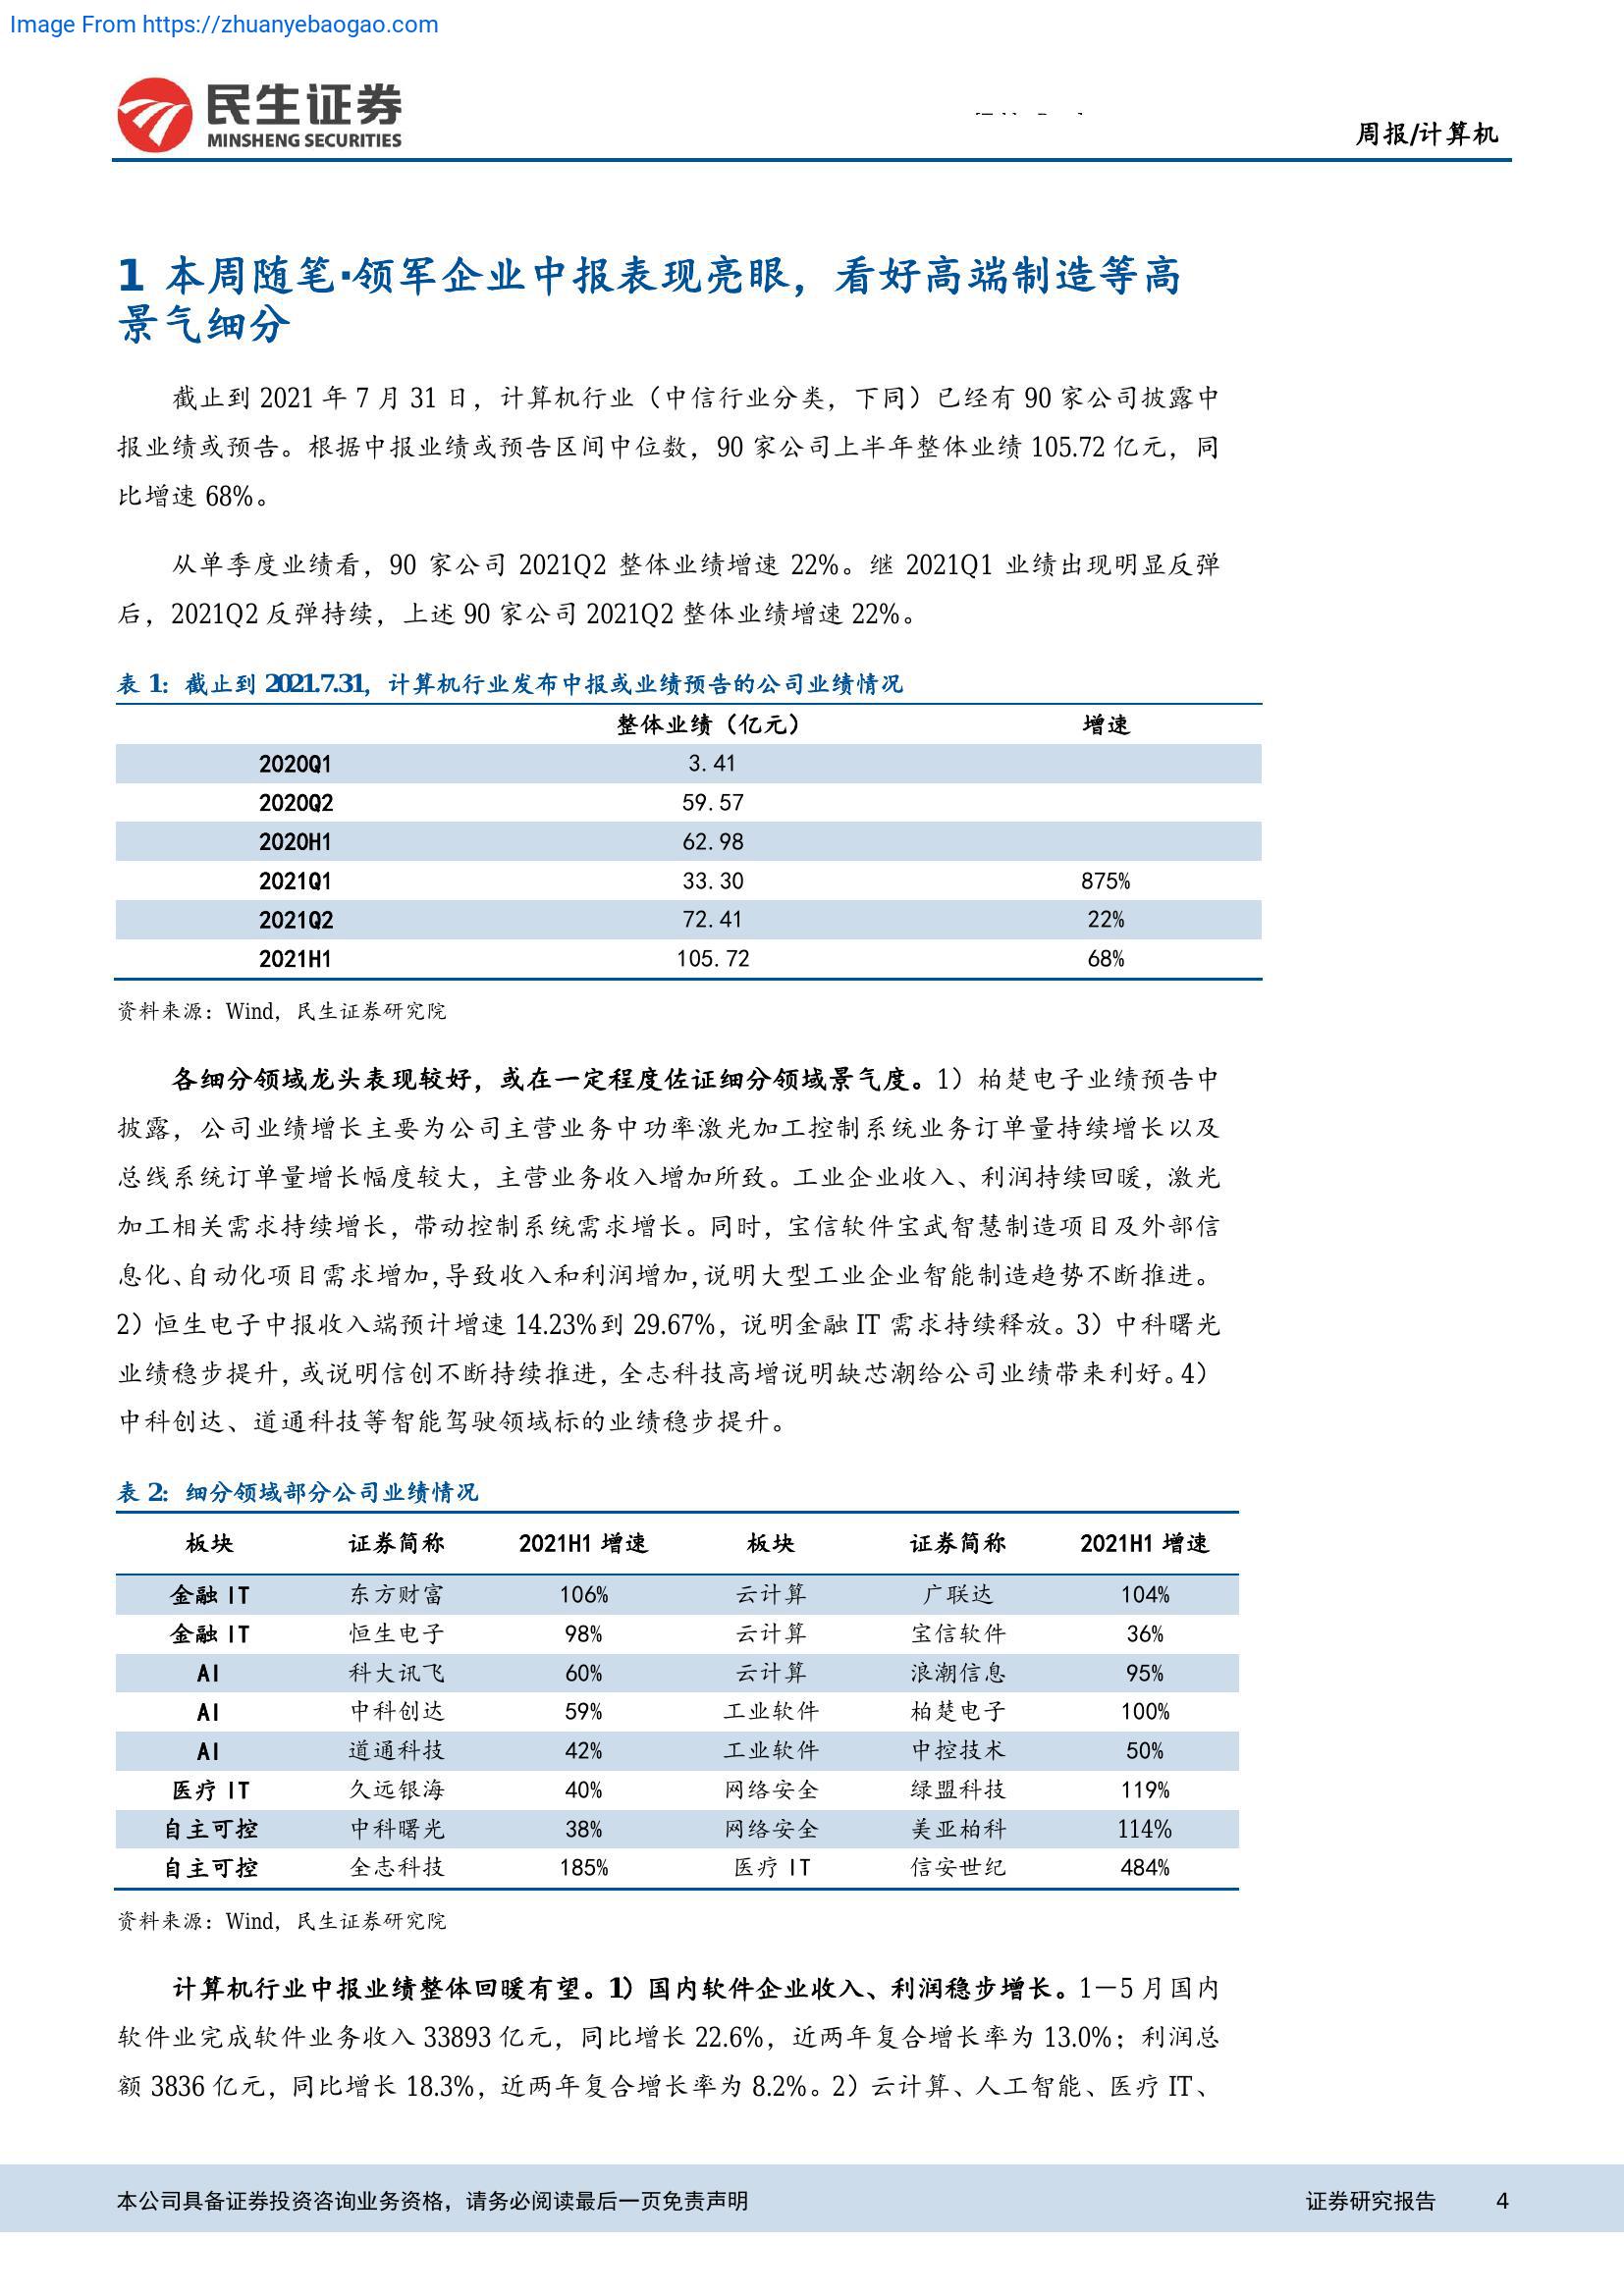 Image From https://zhuanyebaogao.com
民生证券
MINSHENG SECURITIES
周报/计算机
1 本周随笔·领军企业中报表现亮眼，看好高端制造等高
景气细分
截止到 2021 年 7 月 31 日，计算机行业（中信行业分类，下同）已经有 90 家公司披露中
报业绩或预告。根据中报业绩或预告区间中位数，90 家公司上半年整体业绩 105.72 亿元，同
比增速 68%。
从单季度业绩看，90 家公司 2021Q2 整体业绩增速 22%。继 2021Q1 业绩出现明显反弹
后，2021Q2 反弹持续，上述 90 家公司 2021Q2 整体业绩增速 22%。
表 1：截止到 2021.7.31，计算机行业发布中报或业绩预告的公司业绩情况
整体业绩（亿元） 增速
2020Q1 3.41
2020Q2 59.57
2020H1 62.98
2021Q1 33.30 875%
2021Q2 72.41 22%
2021H1 105.72 68%
资料来源：Wind，民生证券研究院
各细分领域龙头表现较好，或在一定程度佐证细分领域景气度。1）柏楚电子业绩预告中
披露，公司业绩增长主要为公司主营业务中功率激光加工控制系统业务订单量持续增长以及
总线系统订单量增长幅度较大，主营业务收入增加所致。工业企业收入、利润持续回暖，激光
加工相关需求持续增长，带动控制系统需求增长。同时，宝信软件宝武智慧制造项目及外部信
息化、自动化项目需求增加，导致收入和利润增加，说明大型工业企业智能制造趋势不断推进。
2）恒生电子中报收入端预计增速 14.23%到 29.67%，说明金融 IT 需求持续释放。3）中科曙光
业绩稳步提升，或说明信创不断持续推进，全志科技高增说明缺芯潮给公司业绩带来利好。4）
中科创达、道通科技等智能驾驶领域标的业绩稳步提升。
表 2：细分领域部分公司业绩情况
板块 证券简称 2021H1 增速 板块 证券简称 2021H1 增速
金融 IT 东方财富 106% 云计算 广联达 104%
金融 IT 恒生电子 98% 云计算 宝信软件 36%
AI 科大讯飞 60% 云计算 浪潮信息 95%
AI 中科创达 59% 工业软件 柏楚电子 100%
AI 道通科技 42% 工业软件 中控技术 50%
医疗 IT 久远银海 40% 网络安全 绿盟科技 119%
自主可控 中科曙光 38% 网络安全 美亚柏科 114%
自主可控 全志科技 185% 医疗 IT 信安世纪 484%
资料来源：Wind，民生证券研究院
计算机行业中报业绩整体回暖有望。1）国内软件企业收入、利润稳步增长。1－5 月国内
软件业完成软件业务收入 33893 亿元，同比增长 22.6%，近两年复合增长率为 13.0%；利润总
额 3836 亿元，同比增长 18.3%，近两年复合增长率为 8.2%。2）云计算、人工智能、医疗 IT、
本公司具备证券投资咨询业务资格，请务必阅读最后一页免责声明 证券研究报告 4